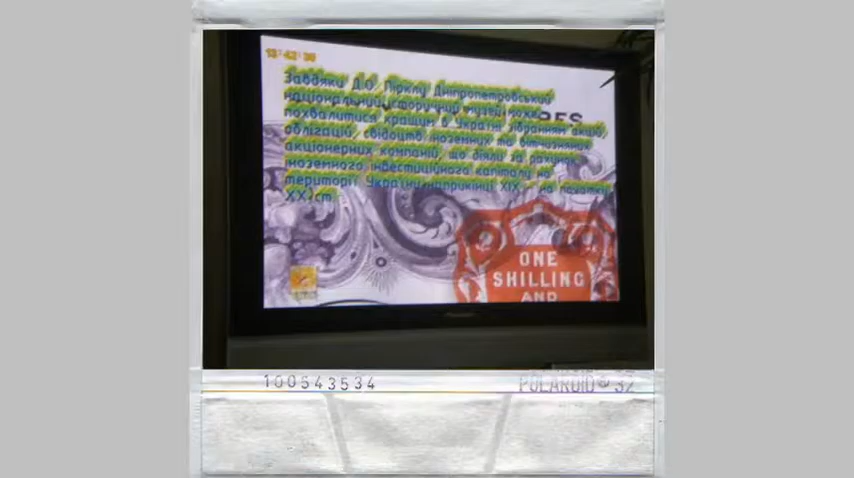 13:42:30
Завдяки Д.О. Пірклу Дніпропетровський
національний історичний музей може
похвалитися кращим в Україні зібранням акцій,
облігацій, свідоцтв іноземних та вітчизняних
акціонерних компаній, що діяли за рахунок
іноземного інвестиційного капіталу на
території України наприкінці XIX - на початку
XX ст.
ONE
SHILLING
AND
100543534
POLAROID® 32